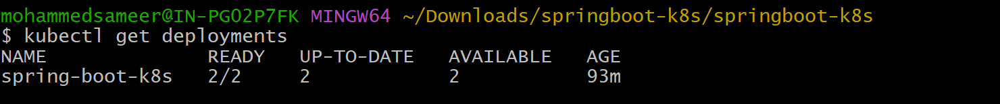 mohammedsameer@IN-PGO2P7FK MINGW64 ~/Downloads/springboot-k8s/springboot-k8s
$ kubectl get deployments
NAME READY UP-TO-DATE AVAILABLE AGE
spring-boot-k8s 2/2 2 2 93m